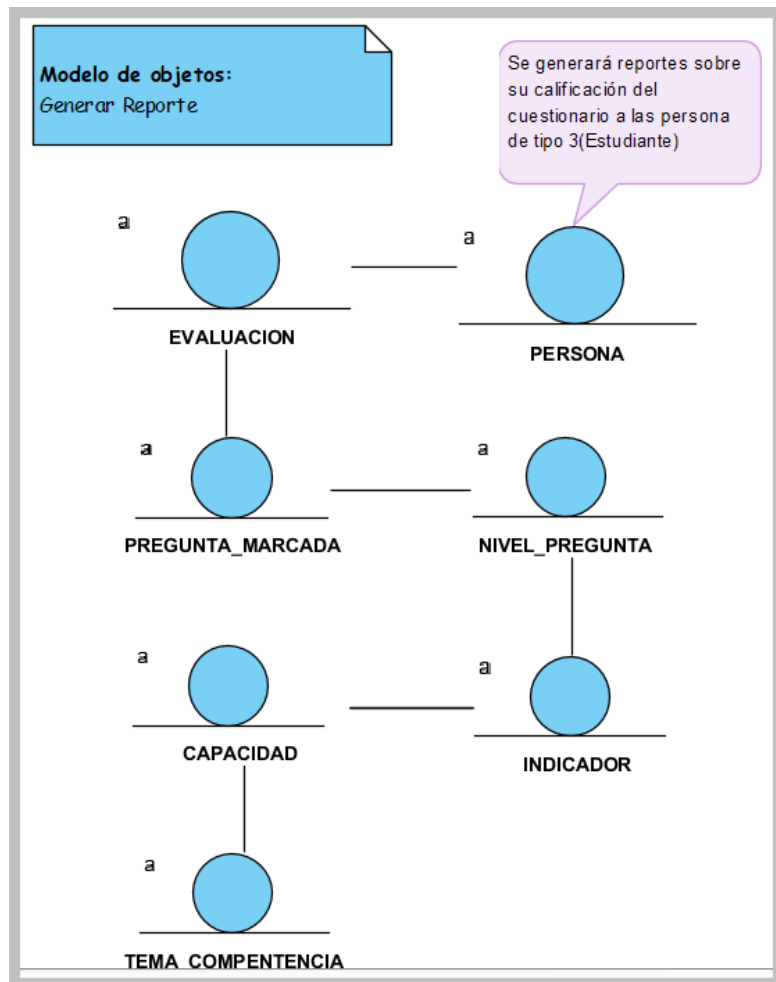 Modelo de objetos:
Generar Reporte
Se generará reportes sobre
su calificación del
cuestionario a las persona
de tipo 3(Estudiante)
a
a
EVALUACION
PERSONA
a
a
PREGUNTA_MARCADA
NIVEL_PREGUNTA
a
a
CAPACIDAD
INDICADOR
a
TEMA_COMPENTENCIA